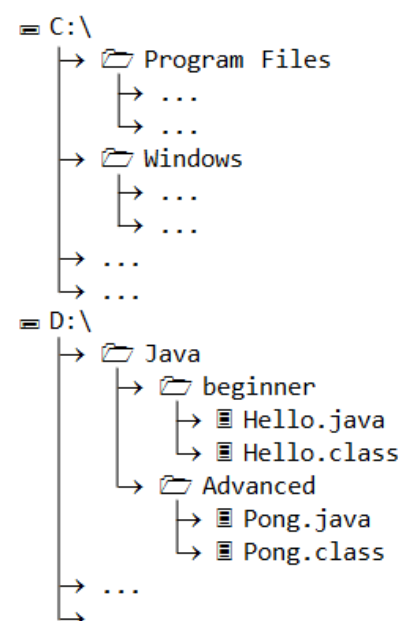 C:\
Program Files
...
...
Windows
...
...
...
...
D:\
Java
beginner
Hello.java
Hello.class
Advanced
Pong.java
Pong.class
...